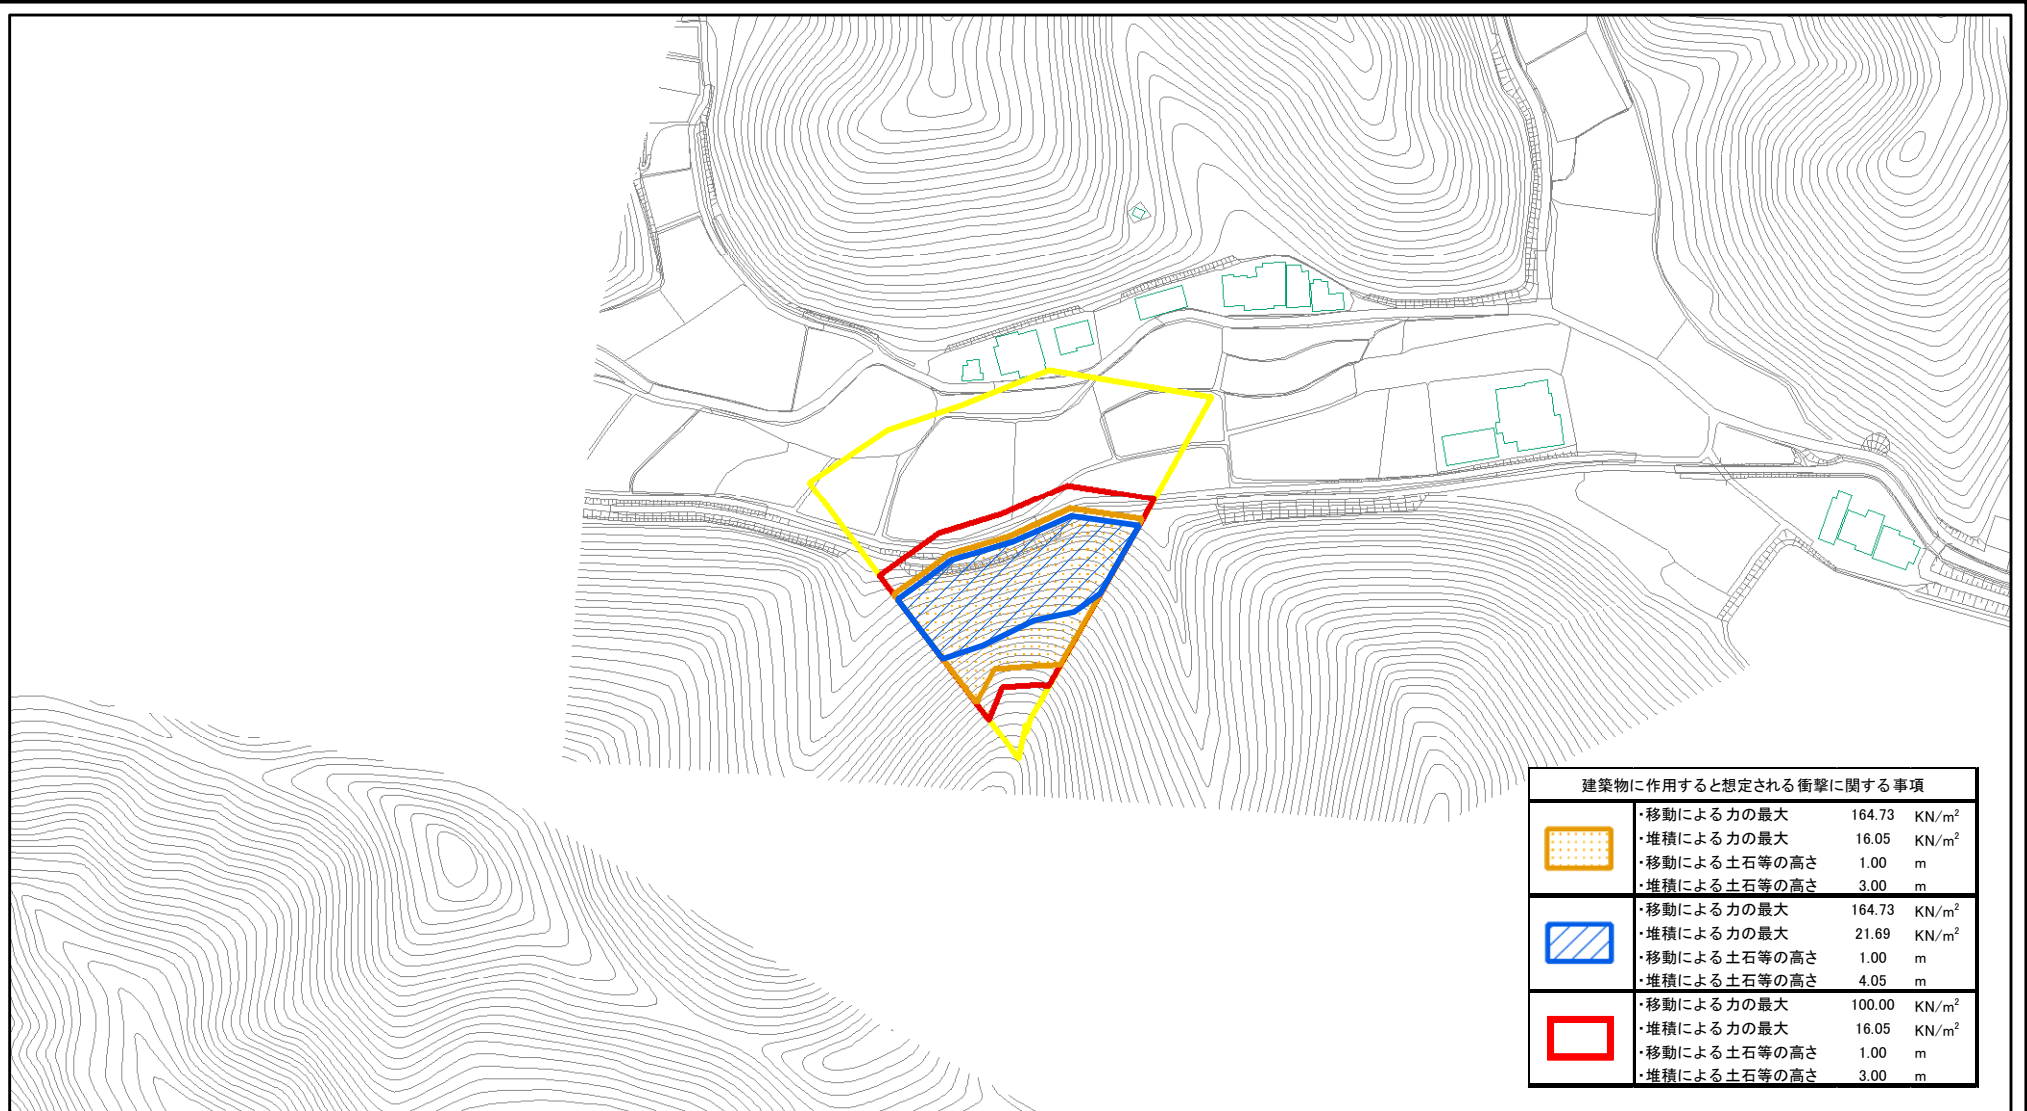 建築物に作用すると想定される衝撃に関する事項
・移動による力の最大 164.73 KN/m²
・堆積による力の最大 16.05 KN/m²
・移動による土石等の高さ 1.00 m
・堆積による土石等の高さ 3.00 m
・移動による力の最大 164.73 KN/m²
・堆積による力の最大 21.69 KN/m²
・移動による土石等の高さ 1.00 m
・堆積による土石等の高さ 4.05 m
・移動による力の最大 100.00 KN/m²
・堆積による力の最大 16.05 KN/m²
・移動による土石等の高さ 1.00 m
・堆積による土石等の高さ 3.00 m